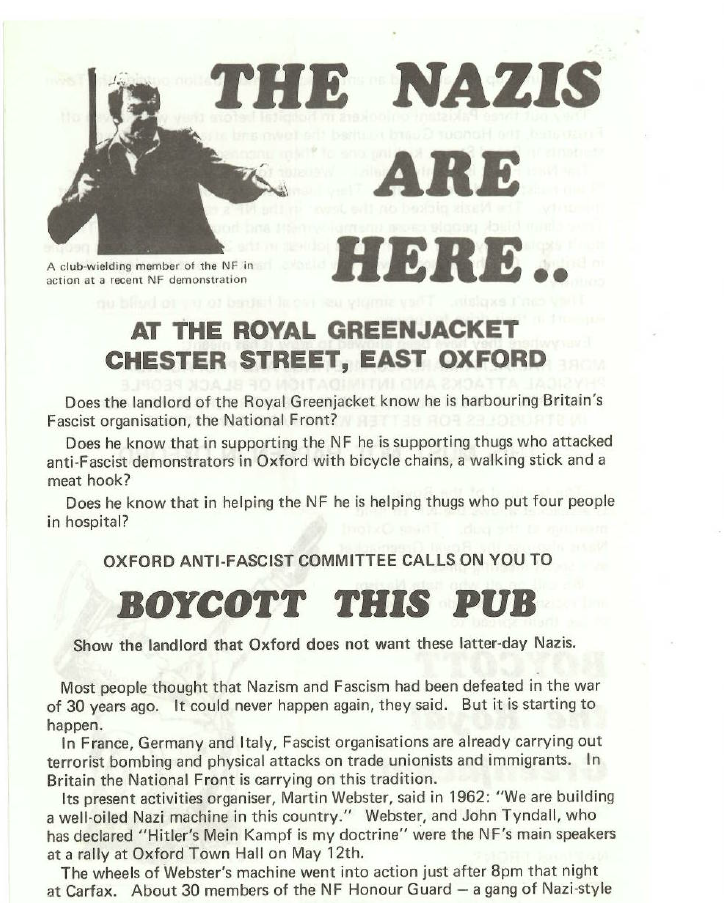 THE NAZIS
ARE
HERE..
A club-wielding member of the NF in
action at a recent NF demonstration
AT THE ROYAL GREENJACKET
CHESTER STREET, EAST OXFORD
Does the landlord of the Royal Greenjacket know he is harbouring Britain's
Fascist organisation, the National Front?
Does he know that in supporting the NF he is supporting thugs who attacked
anti-Fascist demonstrators in Oxford with bicycle chains, a walking stick and a
meat hook?
Does he know that in helping the NF he is helping thugs who put four people
in hospital?
OXFORD ANTI-FASCIST COMMITTEE CALLS ON YOU TO
BOYCOTT THIS PUB
Show the landlord that Oxford does not want these latter-day Nazis.
Most people thought that Nazism and Fascism had been defeated in the war
of 30 years ago. It could never happen again, they said. But it is starting to
happen.
In France, Germany and Italy, Fascist organisations are already carrying out
terrorist bombing and physical attacks on trade unionists and immigrants. In
Britain the National Front is carrying on this tradition.
Its present activities organiser, Martin Webster, said in 1962: "We are building
a well-oiled Nazi machine in this country." Webster, and John Tyndall, who
has declared "Hitler's Mein Kampf is my doctrine" were the NF's main speakers
at a rally at Oxford Town Hall on May 12th.
The wheels of Webster's machine went into action just after 8pm that night
at Carfax. About 30 members of the NF Honour Guard – a gang of Nazi-style